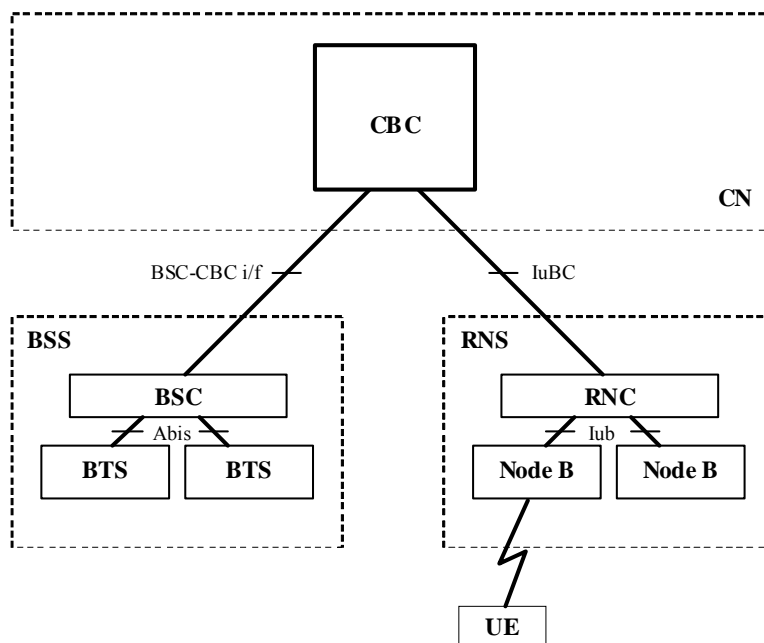 CBC
CN
BSC-CBC i/f
IuBC
BSS
RNS
BSC
RNC
Abis
Iub
BTS
BTS
Node B
Node B
UE